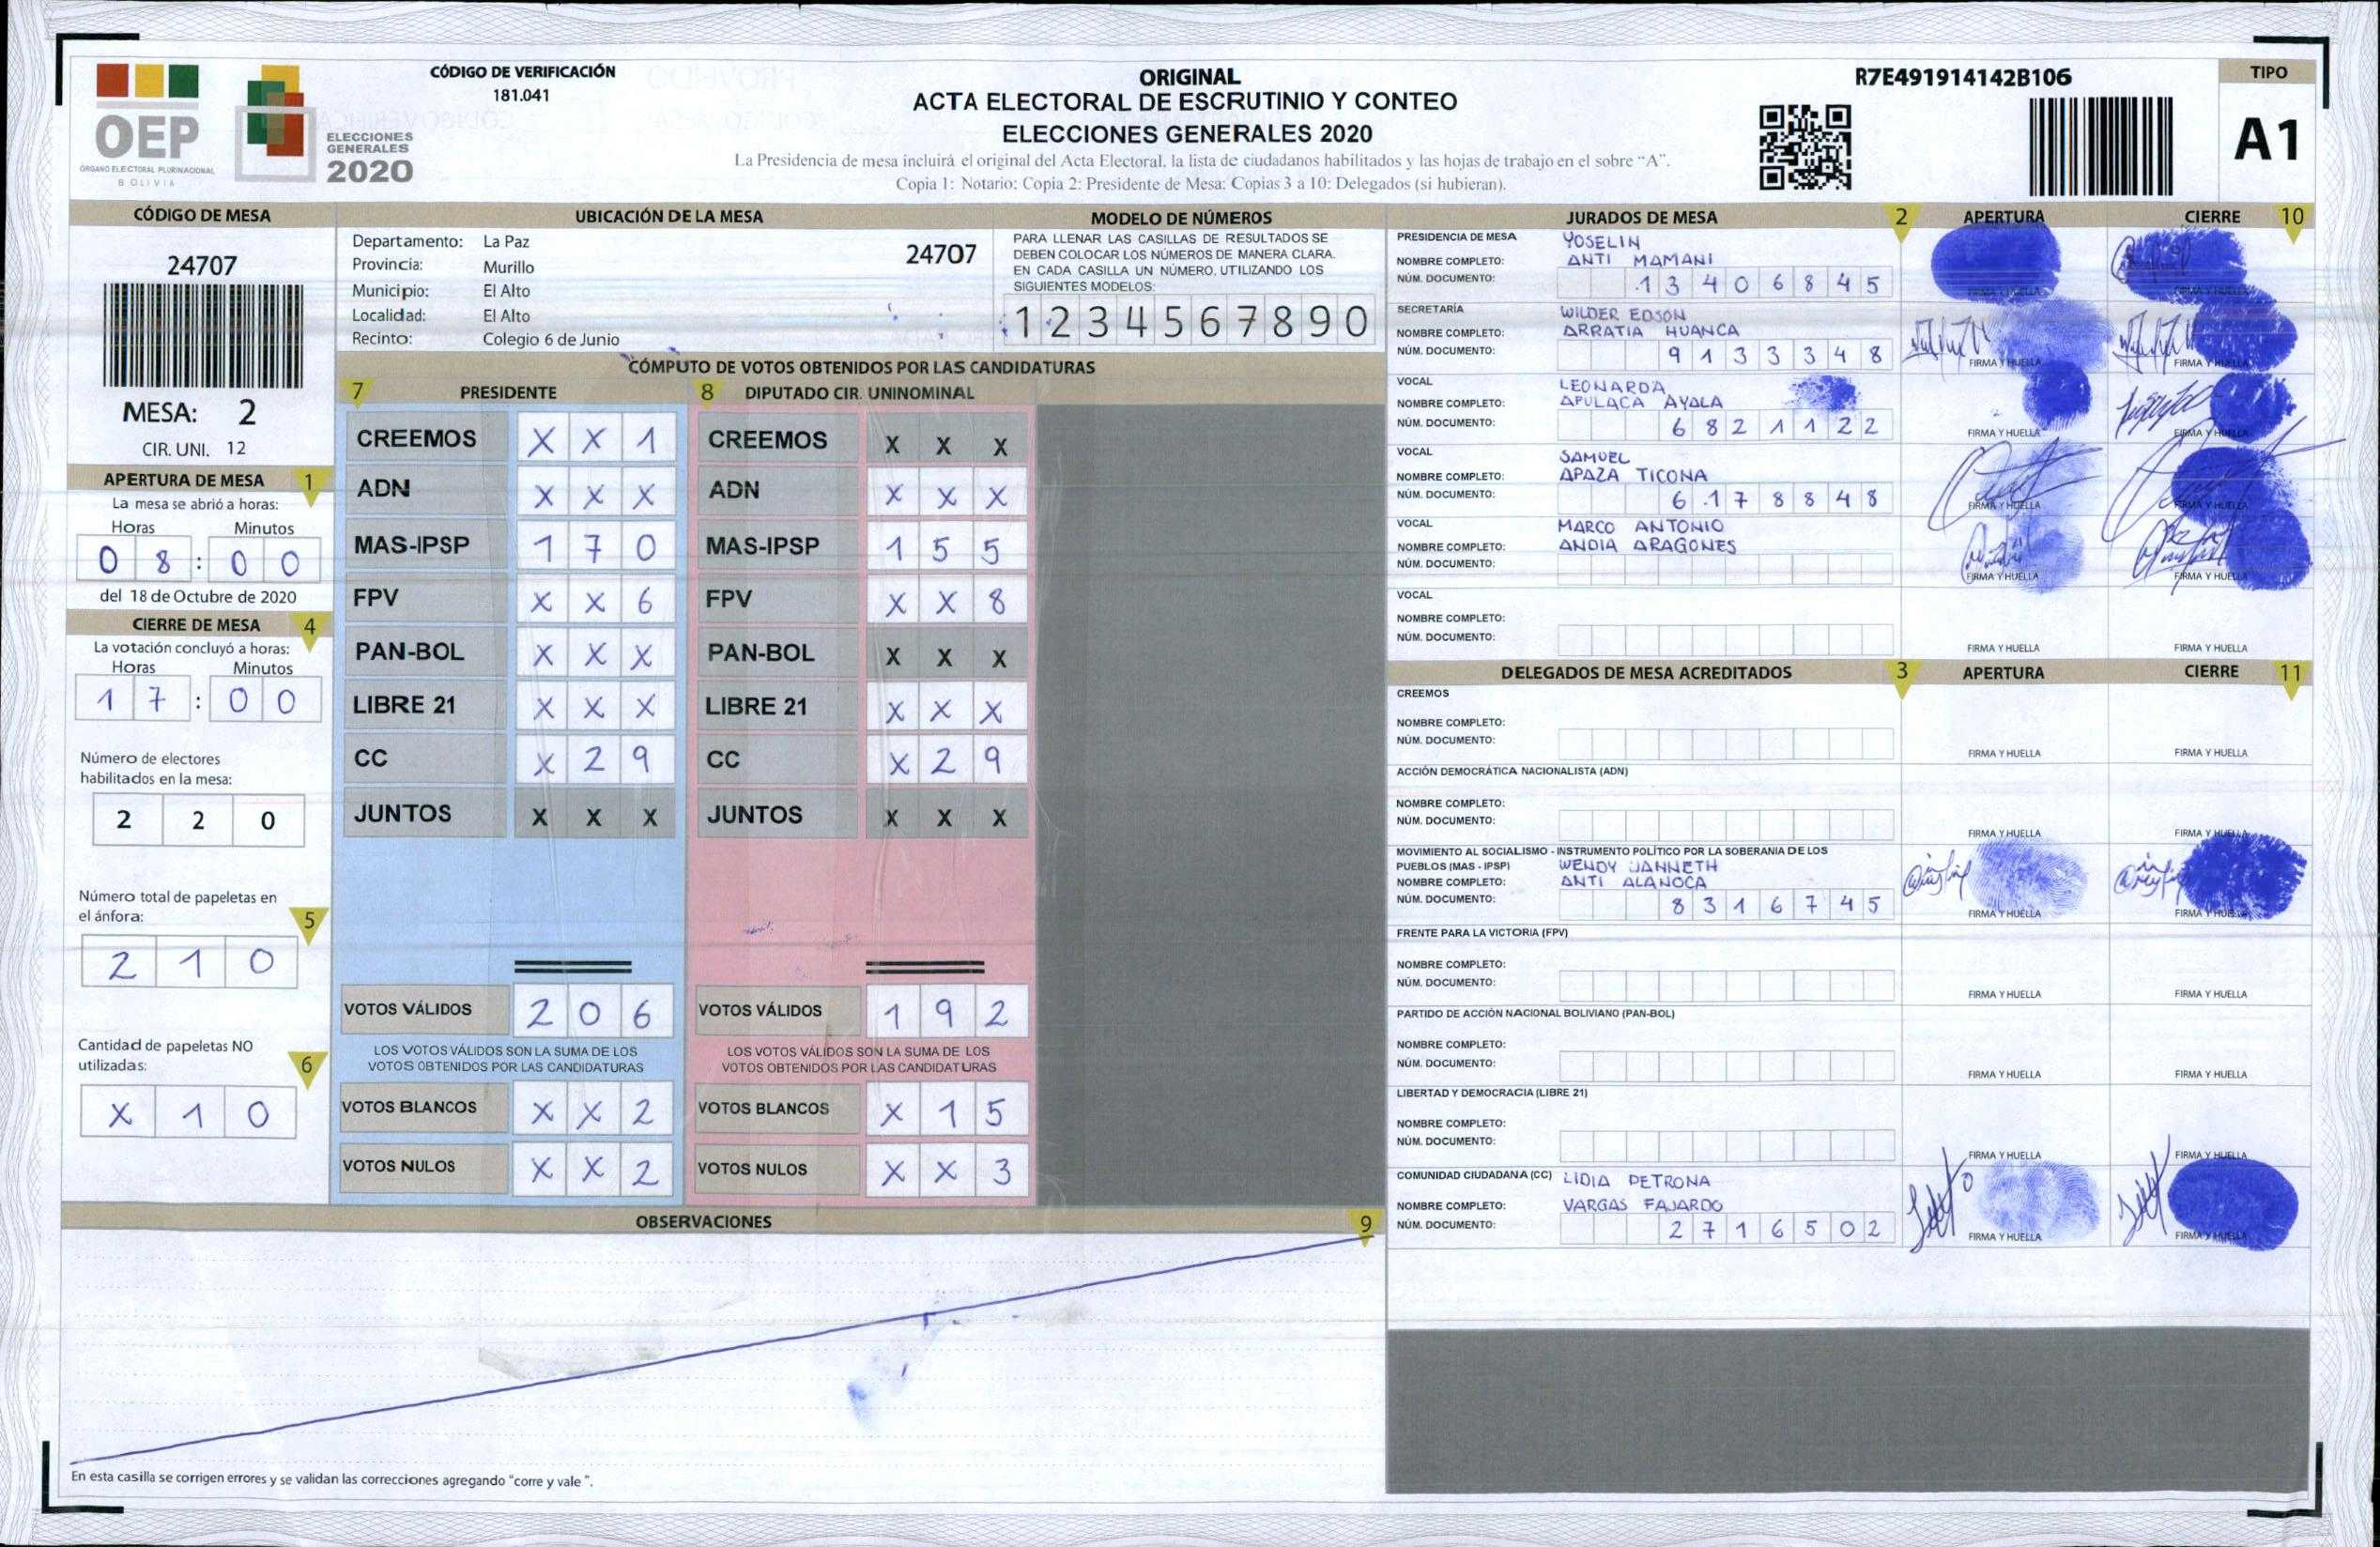 OEP
ÓRGANO ELECTORAL PLURINACIONAL
BOLIVIA
ELECCIONES
GENERALES
2020
CÓDIGO DE VERIFICACIÓN
181.041
ORIGINAL
ACTA ELECTORAL DE ESCRUTINIO Y CONTEO
ELECCIONES GENERALES 2020
La Presidencia de mesa incluirá el original del Acta Electoral, la lista de ciudadanos habilitados y las hojas de trabajo en el sobre “A”.
Copia 1: Notario; Copia 2: Presidente de Mesa; Copias 3 a 10: Delegados (si hubieran).
R7E491914142B106
TIPO
A1
CÓDIGO DE MESA
24707
MESA: 2
CIR. UNI. 12
APERTURA DE MESA 1
La mesa se abrió a horas:
Horas Minutos
0 8 : 0 0
del 18 de Octubre de 2020
CIERRE DE MESA 4
La votación concluyó a horas:
Horas Minutos
1 7 : 0 0
Número de electores
habilitados en la mesa:
2 2 0
Número total de papeletas en
el ánfora: 5
2 1 0
Cantidad de papeletas NO
utilizadas: 6
X 1 0
UBICACIÓN DE LA MESA
Departamento: La Paz 24707
Provincia: Murillo
Municipio: El Alto
Localidad: El Alto
Recinto: Colegio 6 de Junio
MODELO DE NÚMEROS
PARA LLENAR LAS CASILLAS DE RESULTADOS SE
DEBEN COLOCAR LOS NÚMEROS DE MANERA CLARA.
EN CADA CASILLA UN NÚMERO, UTILIZANDO LOS
SIGUIENTES MODELOS:
1 2 3 4 5 6 7 8 9 0
CÓMPUTO DE VOTOS OBTENIDOS POR LAS CANDIDATURAS
7 PRESIDENTE
CREEMOS X X 1
ADN X X X
MAS-IPSP 1 7 0
FPV X X 6
PAN-BOL X X X
LIBRE 21 X X X
CC X 2 9
JUNTOS X X X
VOTOS VÁLIDOS 2 0 6
LOS VOTOS VÁLIDOS SON LA SUMA DE LOS
VOTOS OBTENIDOS POR LAS CANDIDATURAS
VOTOS BLANCOS X X 2
VOTOS NULOS X X 2
8 DIPUTADO CIR. UNINOMINAL
CREEMOS X X X
ADN X X X
MAS-IPSP 1 5 5
FPV X X 8
PAN-BOL X X X
LIBRE 21 X X X
CC X 2 9
JUNTOS X X X
VOTOS VÁLIDOS 1 9 2
LOS VOTOS VÁLIDOS SON LA SUMA DE LOS
VOTOS OBTENIDOS POR LAS CANDIDATURAS
VOTOS BLANCOS X 1 5
VOTOS NULOS X X 3
OBSERVACIONES 9
En esta casilla se corrigen errores y se validan las correcciones agregando “corre y vale”.
JURADOS DE MESA 2 APERTURA CIERRE 10
PRESIDENCIA DE MESA YOSELIN
NOMBRE COMPLETO: ANTI MAMANI
NÚM. DOCUMENTO: 1 3 4 0 6 8 4 5
SECRETARÍA WILDER EDSON
NOMBRE COMPLETO: ARRATIA HUANCA
NÚM. DOCUMENTO: 9 1 3 3 3 4 8
FIRMA Y HUELLA FIRMA Y HUELLA
VOCAL LEONARDA
NOMBRE COMPLETO: APULACA AYALA
NÚM. DOCUMENTO: 6 8 2 1 1 2 2
FIRMA Y HUELLA FIRMA Y HUELLA
VOCAL SAMUEL
NOMBRE COMPLETO: APAZA TICONA
NÚM. DOCUMENTO: 6 1 7 8 8 4 8
FIRMA Y HUELLA FIRMA Y HUELLA
VOCAL MARCO ANTONIO
NOMBRE COMPLETO: ANDIA ARAGONES
NÚM. DOCUMENTO:
FIRMA Y HUELLA FIRMA Y HUELLA
VOCAL
NOMBRE COMPLETO:
NÚM. DOCUMENTO:
FIRMA Y HUELLA FIRMA Y HUELLA
DELEGADOS DE MESA ACREDITADOS 3 APERTURA CIERRE 11
CREEMOS
NOMBRE COMPLETO:
NÚM. DOCUMENTO:
FIRMA Y HUELLA FIRMA Y HUELLA
ACCIÓN DEMOCRÁTICA NACIONALISTA (ADN)
NOMBRE COMPLETO:
NÚM. DOCUMENTO:
FIRMA Y HUELLA FIRMA Y HUELLA
MOVIMIENTO AL SOCIALISMO - INSTRUMENTO POLÍTICO POR LA SOBERANIA DE LOS
PUEBLOS (MAS - IPSP) WENDY JANNETH
NOMBRE COMPLETO: ANTI ALANOCA
NÚM. DOCUMENTO: 8 3 1 6 7 4 5
FIRMA Y HUELLA FIRMA Y HUELLA
FRENTE PARA LA VICTORIA (FPV)
NOMBRE COMPLETO:
NÚM. DOCUMENTO:
FIRMA Y HUELLA FIRMA Y HUELLA
PARTIDO DE ACCIÓN NACIONAL BOLIVIANO (PAN-BOL)
NOMBRE COMPLETO:
NÚM. DOCUMENTO:
FIRMA Y HUELLA FIRMA Y HUELLA
LIBERTAD Y DEMOCRACIA (LIBRE 21)
NOMBRE COMPLETO:
NÚM. DOCUMENTO:
FIRMA Y HUELLA FIRMA Y HUELLA
COMUNIDAD CIUDADANA (CC) LIDIA PETRONA
NOMBRE COMPLETO: VARGAS FAJARDO
NÚM. DOCUMENTO: 2 7 1 6 5 0 2
FIRMA Y HUELLA FIRMA Y HUELLA